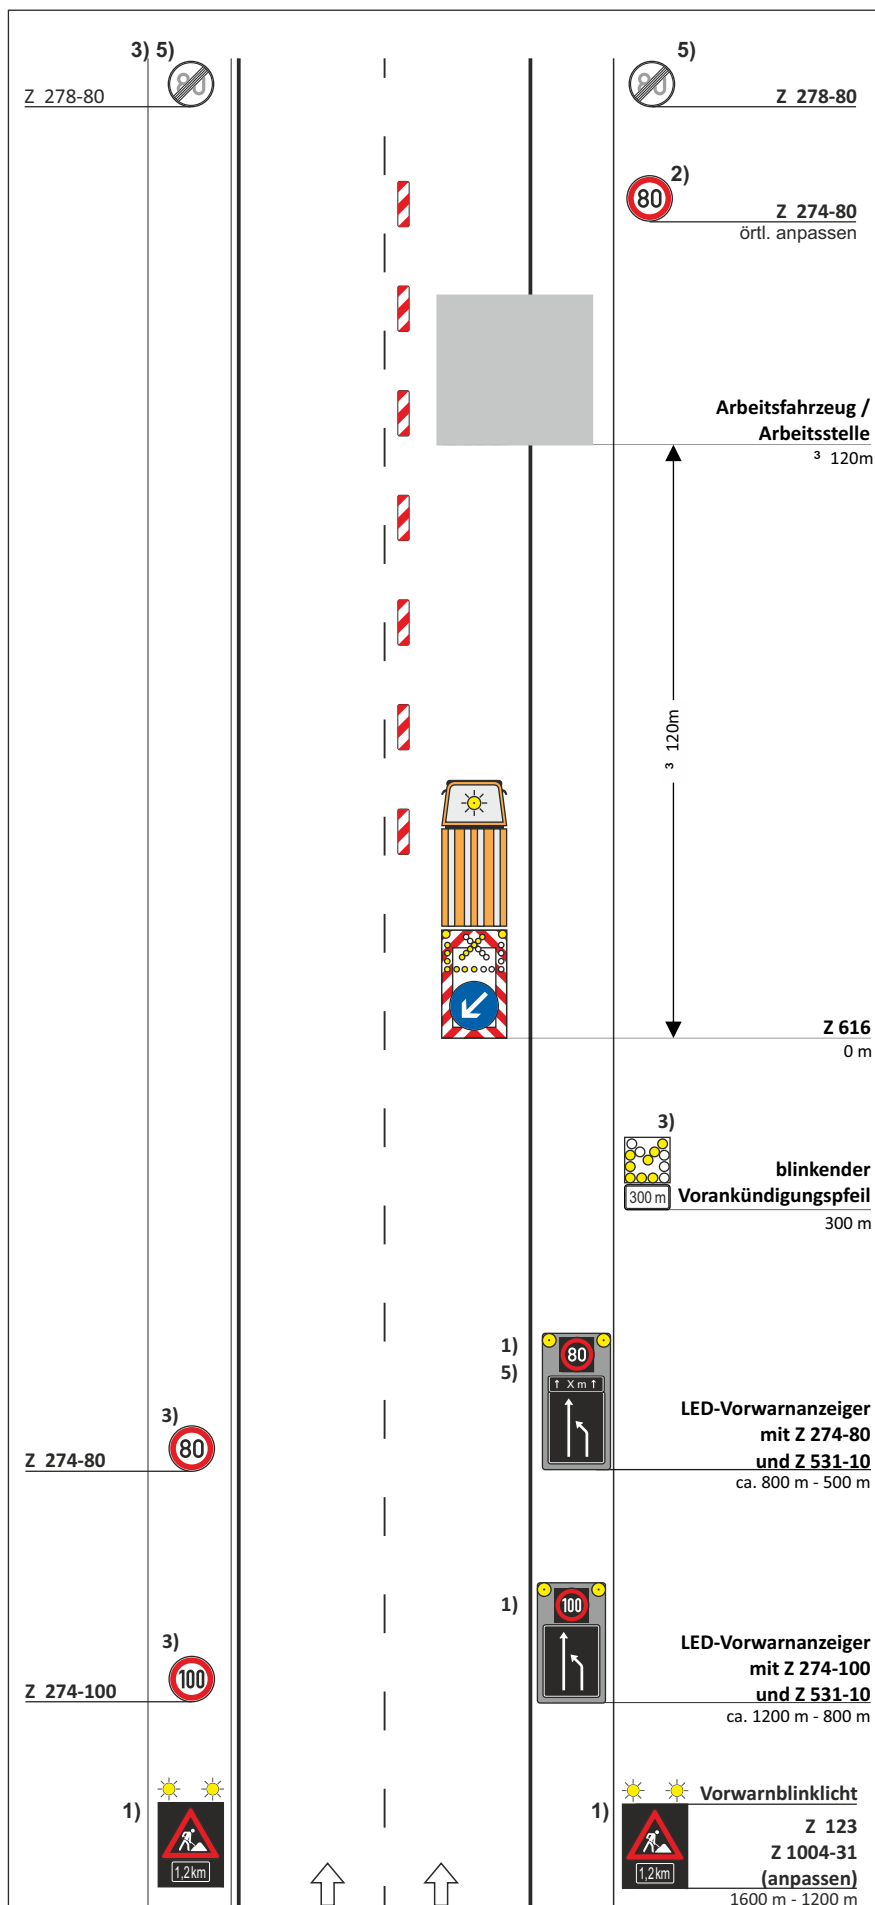 3) 5)
5)
80
80
Z 278-80
Z 278-80
2)
80
Z 274-80
örtl. anpassen
Arbeitsfahrzeug /
Arbeitsstelle
³ 120m
³ 120m
Z 616
0 m
3)
blinkender
300 m
Vorankündigungspfeil
300 m
1)
80
5)
↑ X m ↑
LED-Vorwarnanzeiger
3)
mit Z 274-80
80
Z 274-80
und Z 531-10
ca. 800 m - 500 m
1)
100
3)
LED-Vorwarnanzeiger
mit Z 274-100
100
Z 274-100
und Z 531-10
ca. 1200 m - 800 m
Vorwarnblinklicht
1)
1)
Z 123
Z 1004-31
1,2km
1,2km
(anpassen)
1600 m - 1200 m